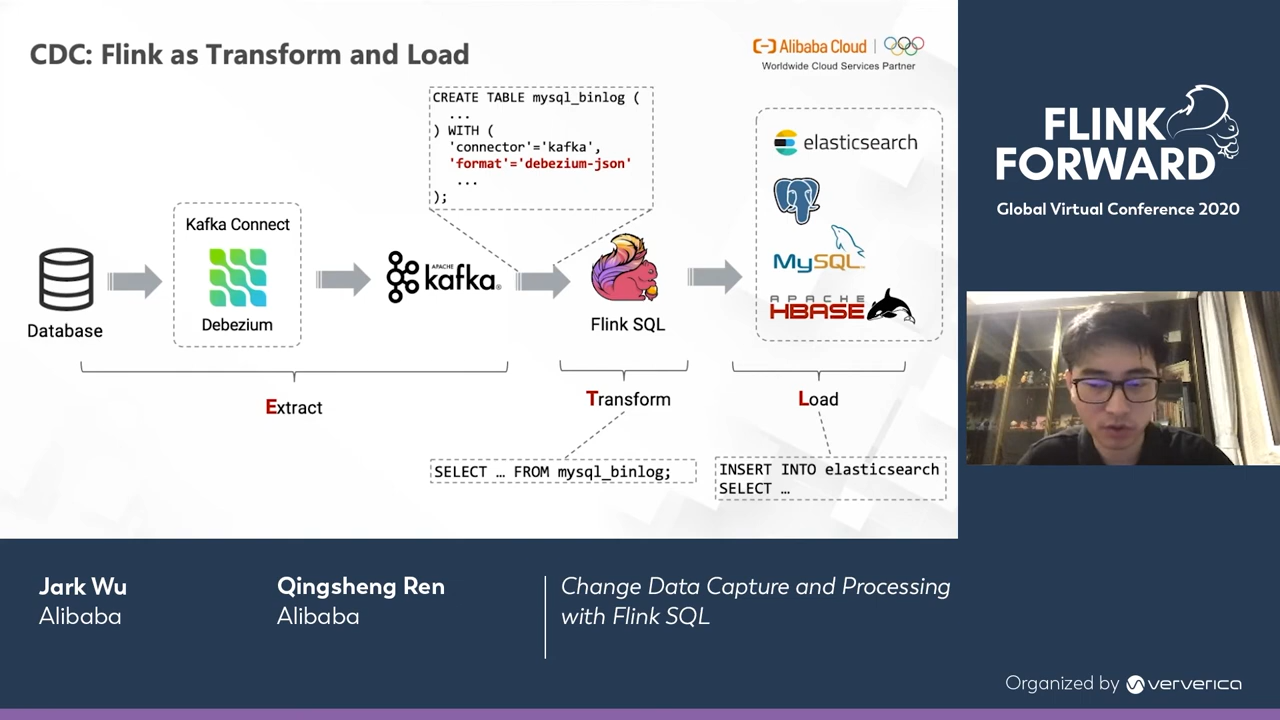 CDC: Flink as Transform and Load
Alibaba Cloud
Worldwide Cloud Services Partner
CREATE TABLE mysql_binlog (
...
) WITH (
'connector'='kafka',
'format'='debezium-json'
...
);
elasticsearch
Kafka Connect
Debezium
APACHE
kafka®
Database
Flink SQL
MySQL
APACHE
HBASE
Extract
Transform
Load
SELECT … FROM mysql_binlog;
INSERT INTO elasticsearch
SELECT …
FLINK
FORWARD
Global Virtual Conference 2020
Jark Wu
Alibaba
Qingsheng Ren
Alibaba
Change Data Capture and Processing
with Flink SQL
Organized by ververica